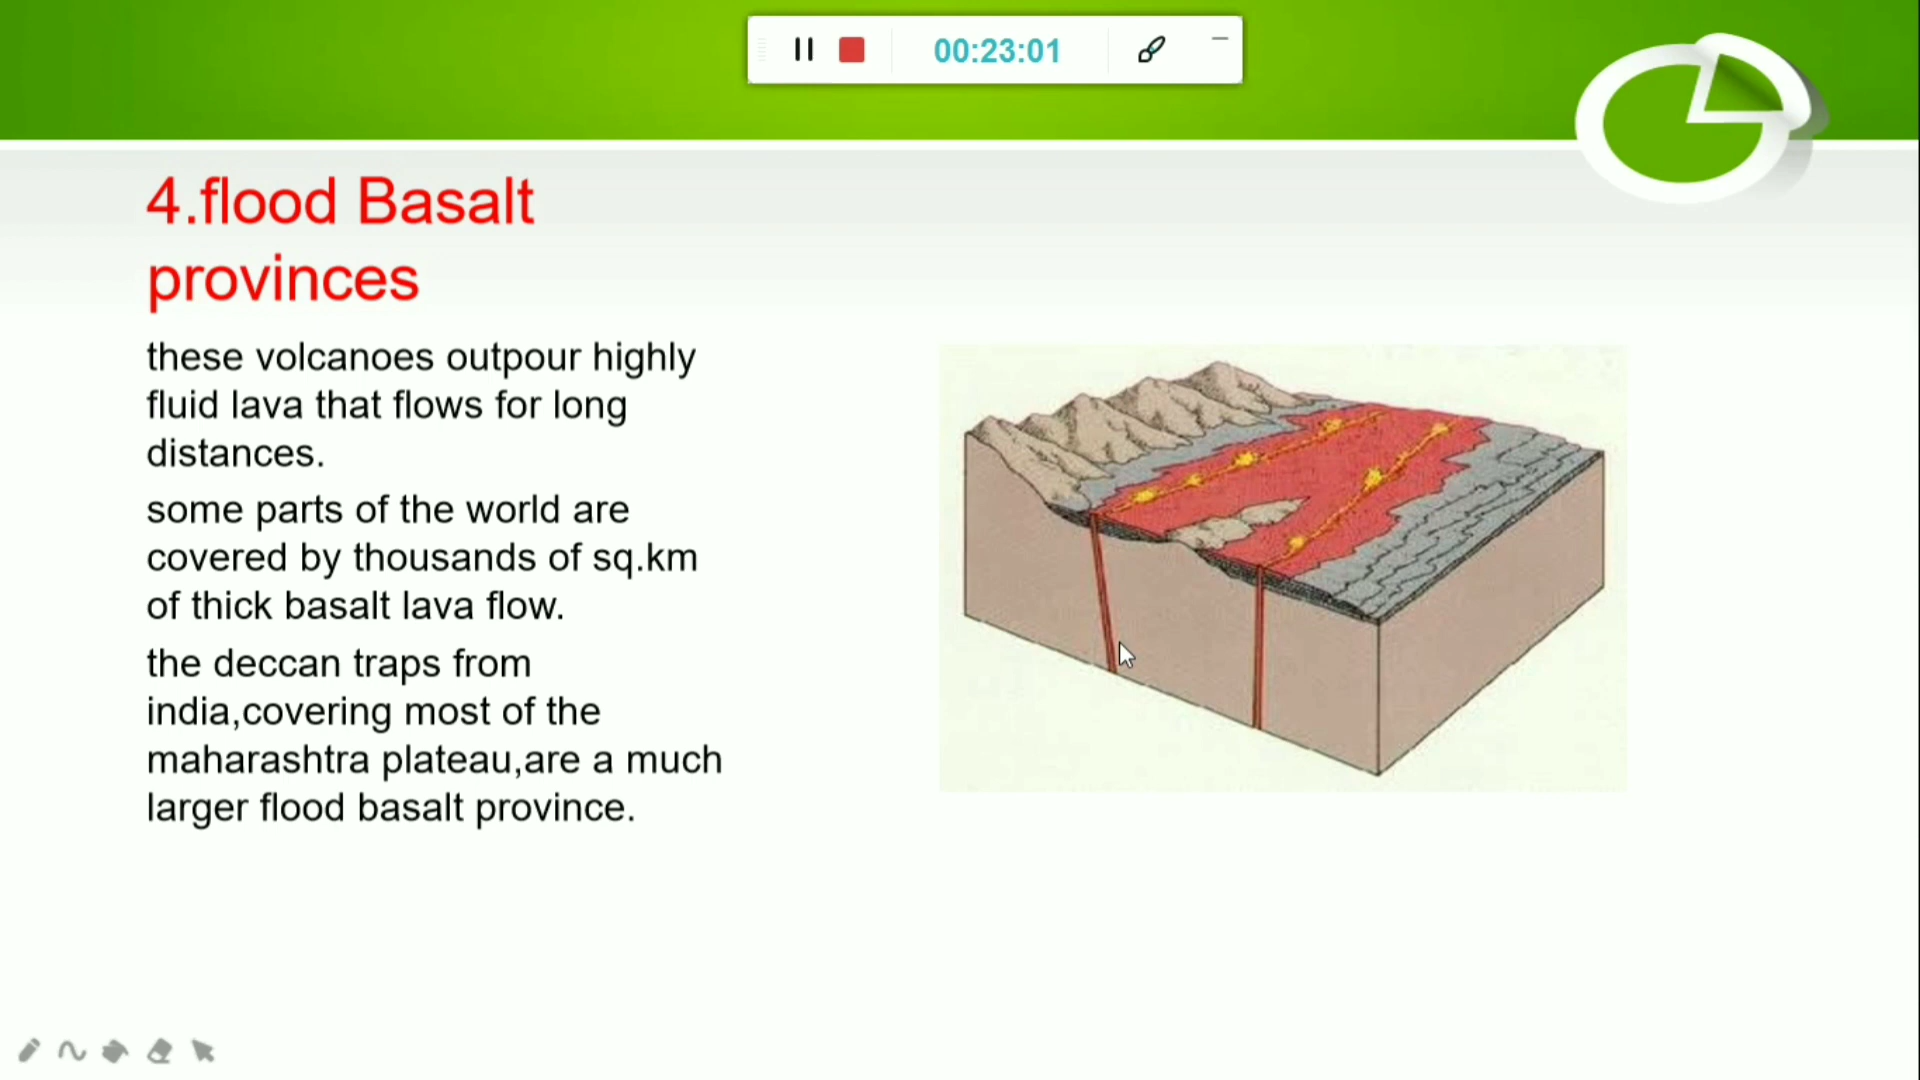 00:23:01
4.flood Basalt
provinces
these volcanoes outpour highly
fluid lava that flows for long
distances.
some parts of the world are
covered by thousands of sq.km
of thick basalt lava flow.
the deccan traps from
india,covering most of the
maharashtra plateau,are a much
larger flood basalt province.